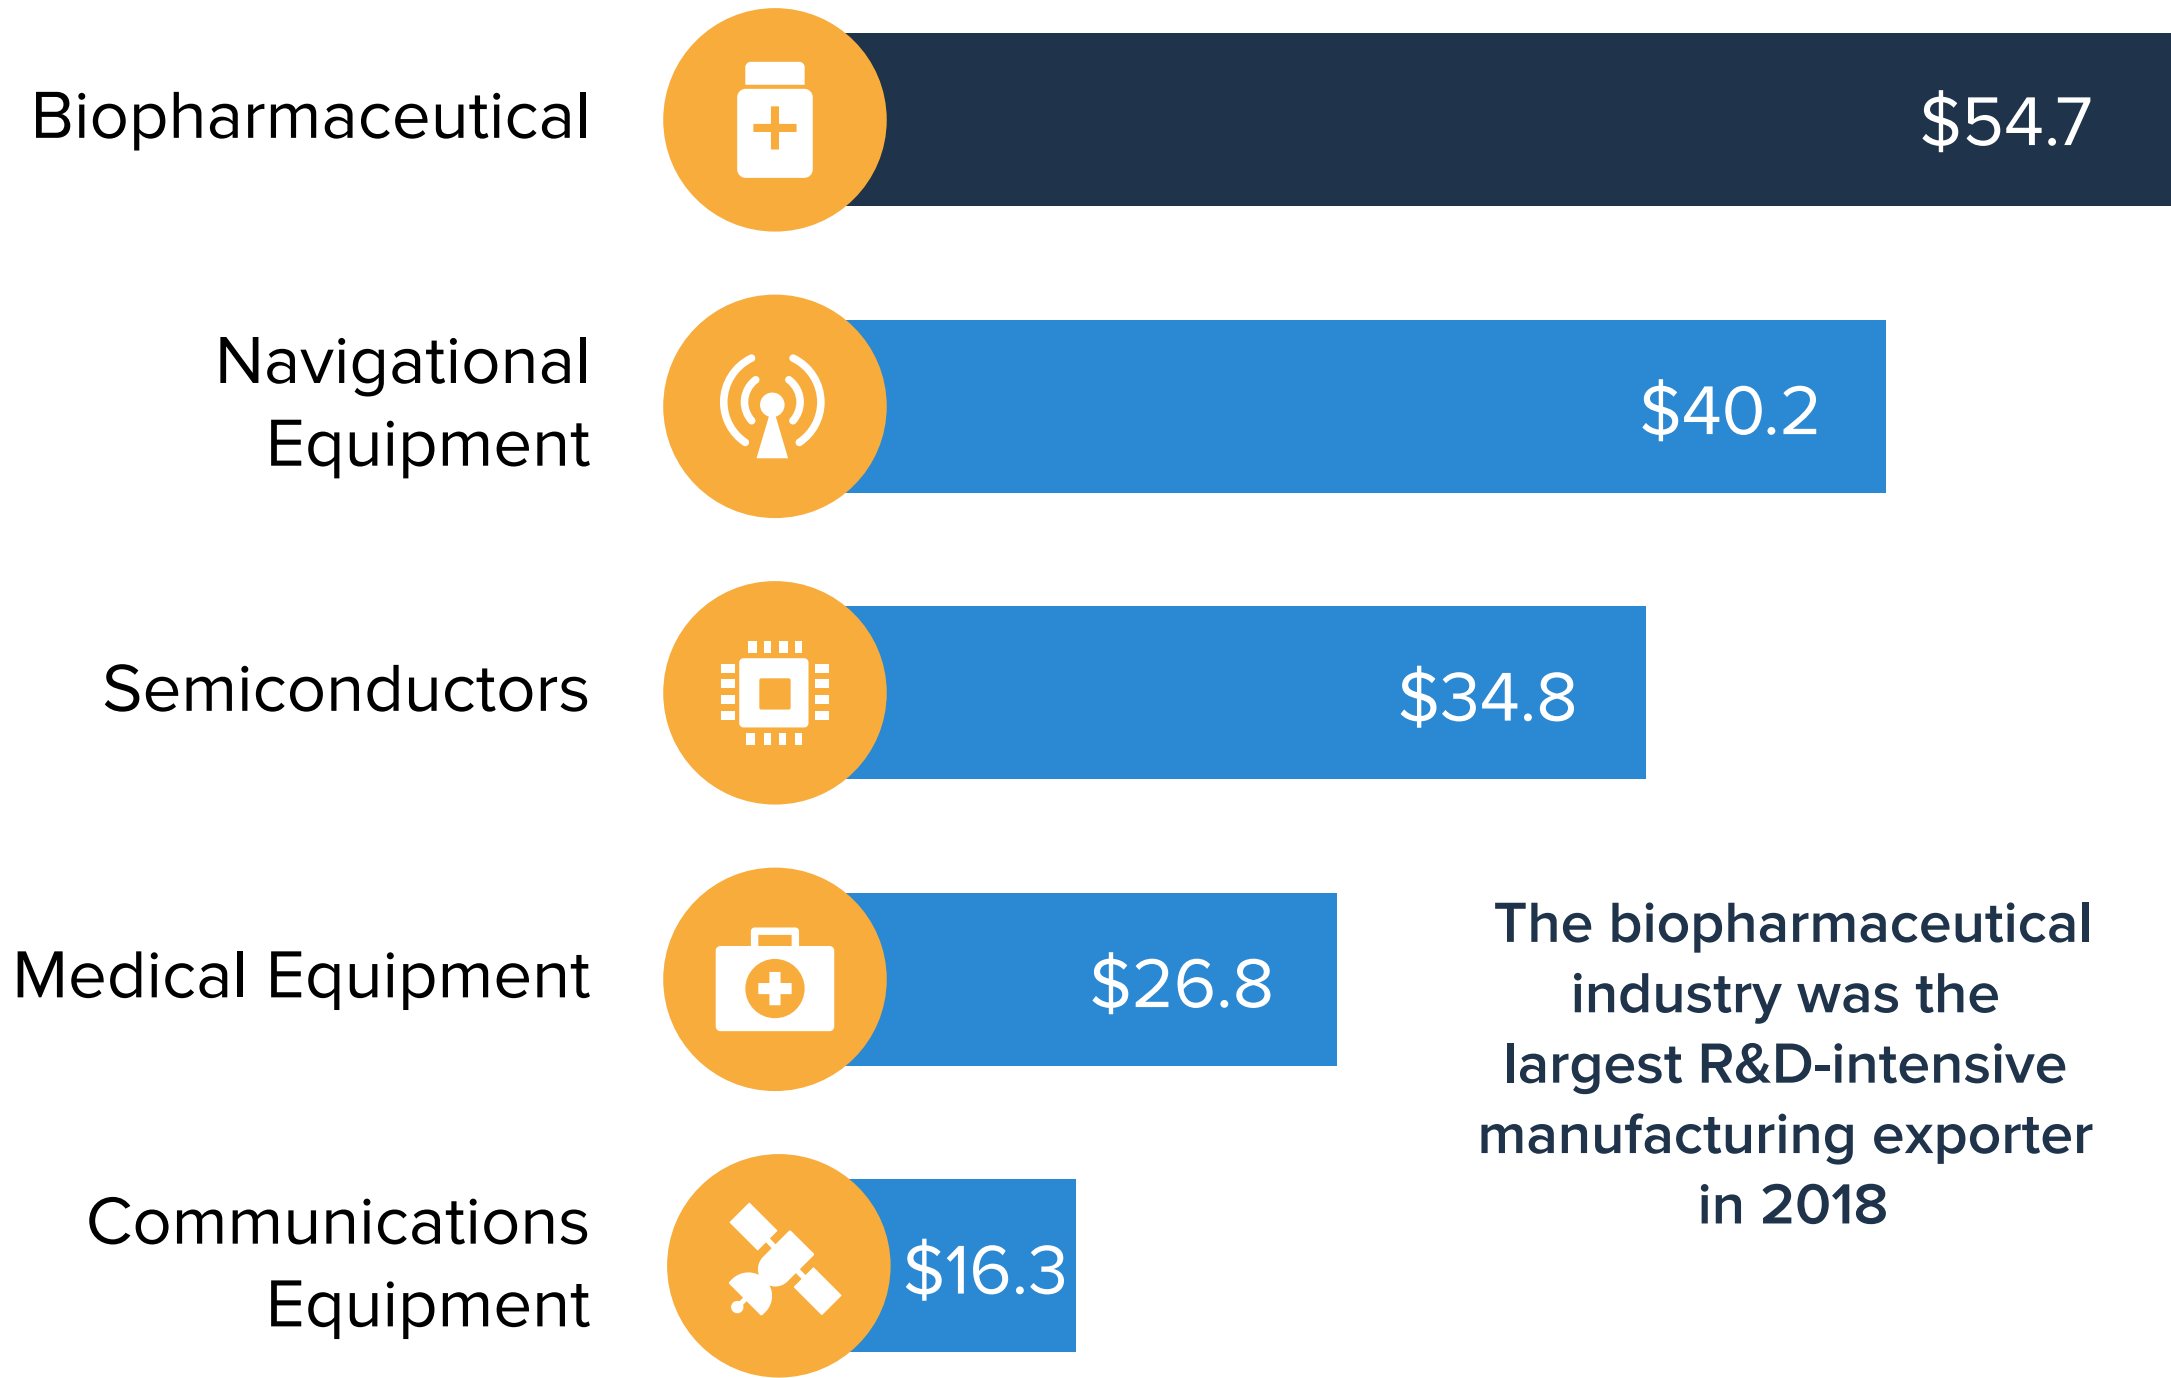 Biopharmaceutical
$54.7
Navigational
Equipment
$40.2
Semiconductors
$34.8
Medical Equipment
$26.8
Communications
Equipment
$16.3
The biopharmaceutical
industry was the
largest R&D-intensive
manufacturing exporter
in 2018